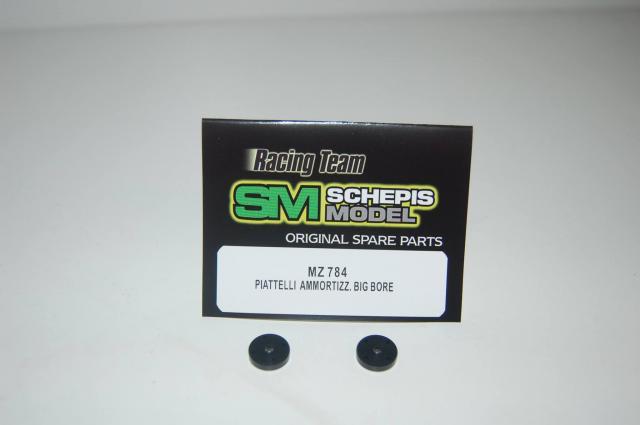 Racing Team
SM SCHEPIS
MODEL
ORIGINAL SPARE PARTS
MZ 784
PIATTELLI AMMORTIZZ. BIG BORE